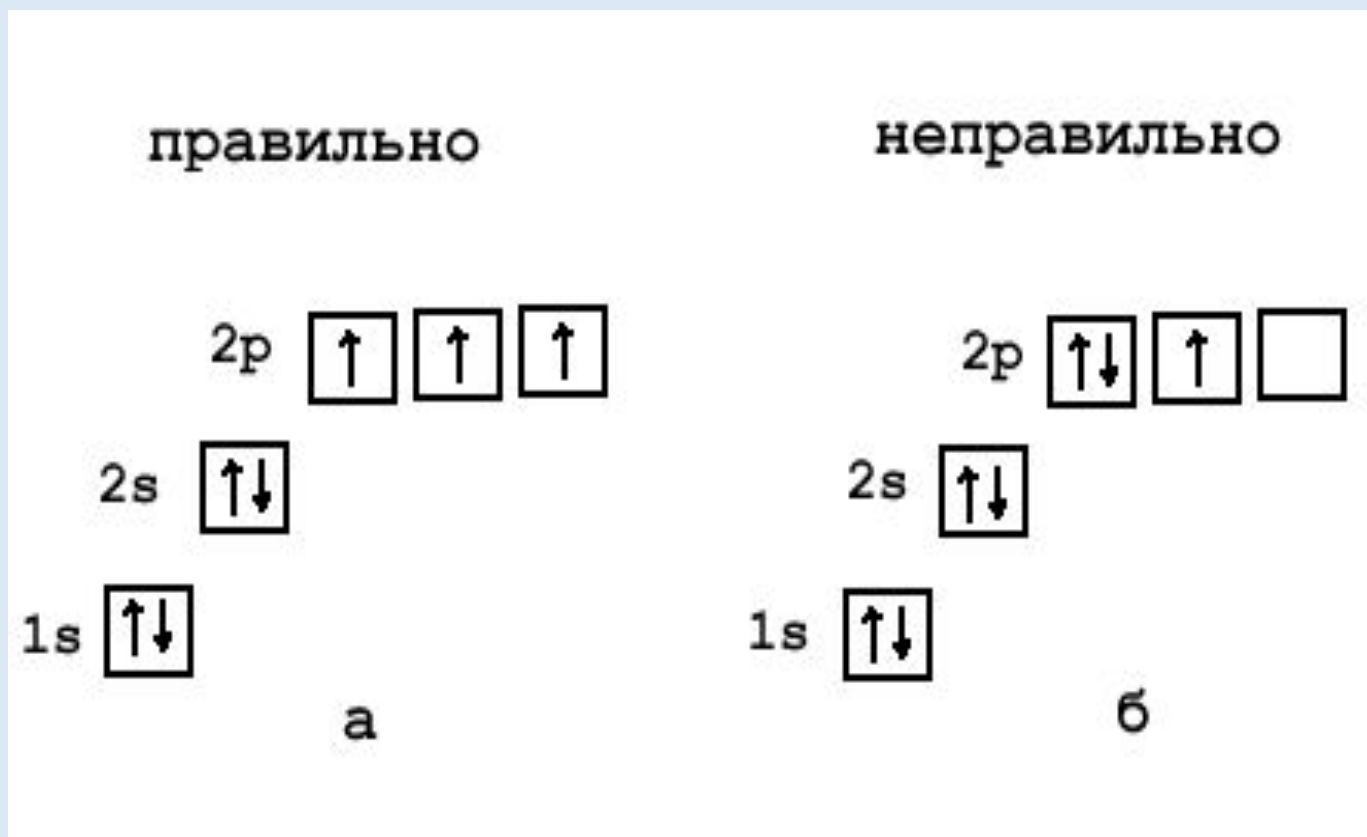 правильно
неправильно
2p
2p
2s
2s
1s
1s
а
б